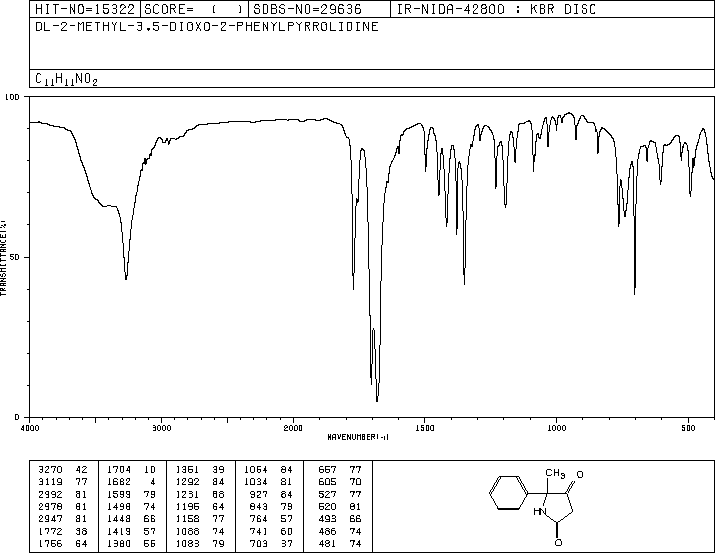 HIT-NO=15322 SCORE= ( ) SDBS-NO=29636 IR-NIDA-42800 : KBR DISC
DL-2-METHYL-3,5-DIOXO-2-PHENYLPYRROLIDINE
C11H11NO2
100
50
0
TRANSMITTANCE(%)
4000 3000 2000 1500 1000 500
WAVENUMBER(-1)
3270 42 1704 10 1351 39 1064 84 667 77
3119 77 1682 4 1292 84 1034 81 605 70
2992 81 1599 79 1231 68 927 84 527 77
2978 81 1498 74 1195 64 843 79 520 81
2947 81 1448 66 1158 77 764 57 493 66
1772 38 1419 57 1088 74 741 60 486 74
1756 64 1380 55 1083 79 703 37 481 74
CH3
O
HN
O